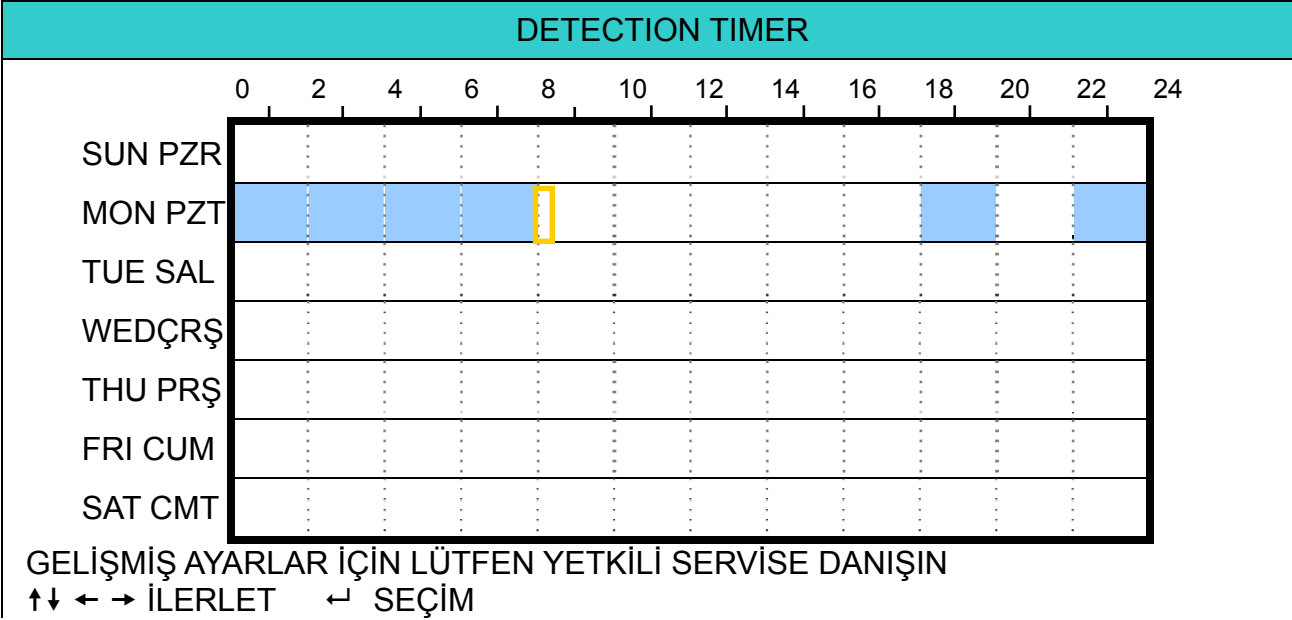 DETECTION TIMER
0 2 4 6 8 10 12 14 16 18 20 22 24
SUN PZR
MON PZT
TUE SAL
WEDÇRŞ
THU PRŞ
FRI CUM
SAT CMT
GELİŞMİŞ AYARLAR İÇİN LÜTFEN YETKİLİ SERVİSE DANIŞIN
↑↓ ← → İLERLET ↵ SEÇİM